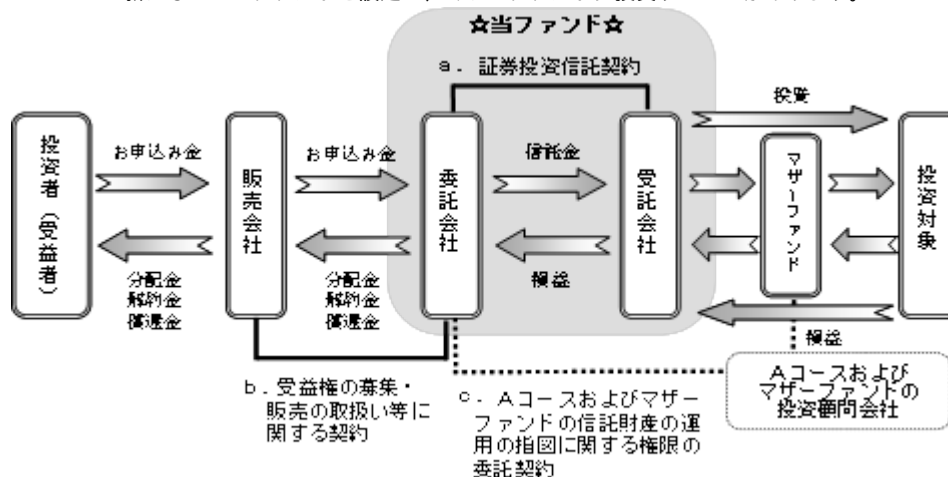 ☆当ファンド☆
a．証券投資信託契約
投資者（受益者）
お申込み金
分配金
解約金
償還金
販売会社
お申込み金
分配金
解約金
償還金
委託会社
信託金
損益
受託会社
投資
マザーファンド
損益
投資対象
b．受益権の募集・
販売の取扱い等に
関する契約
c．Aコースおよびマザー
ファンドの信託財産の運
用の指図に関する権限の
委託契約
Aコースおよび
マザーファンドの
投資顧問会社